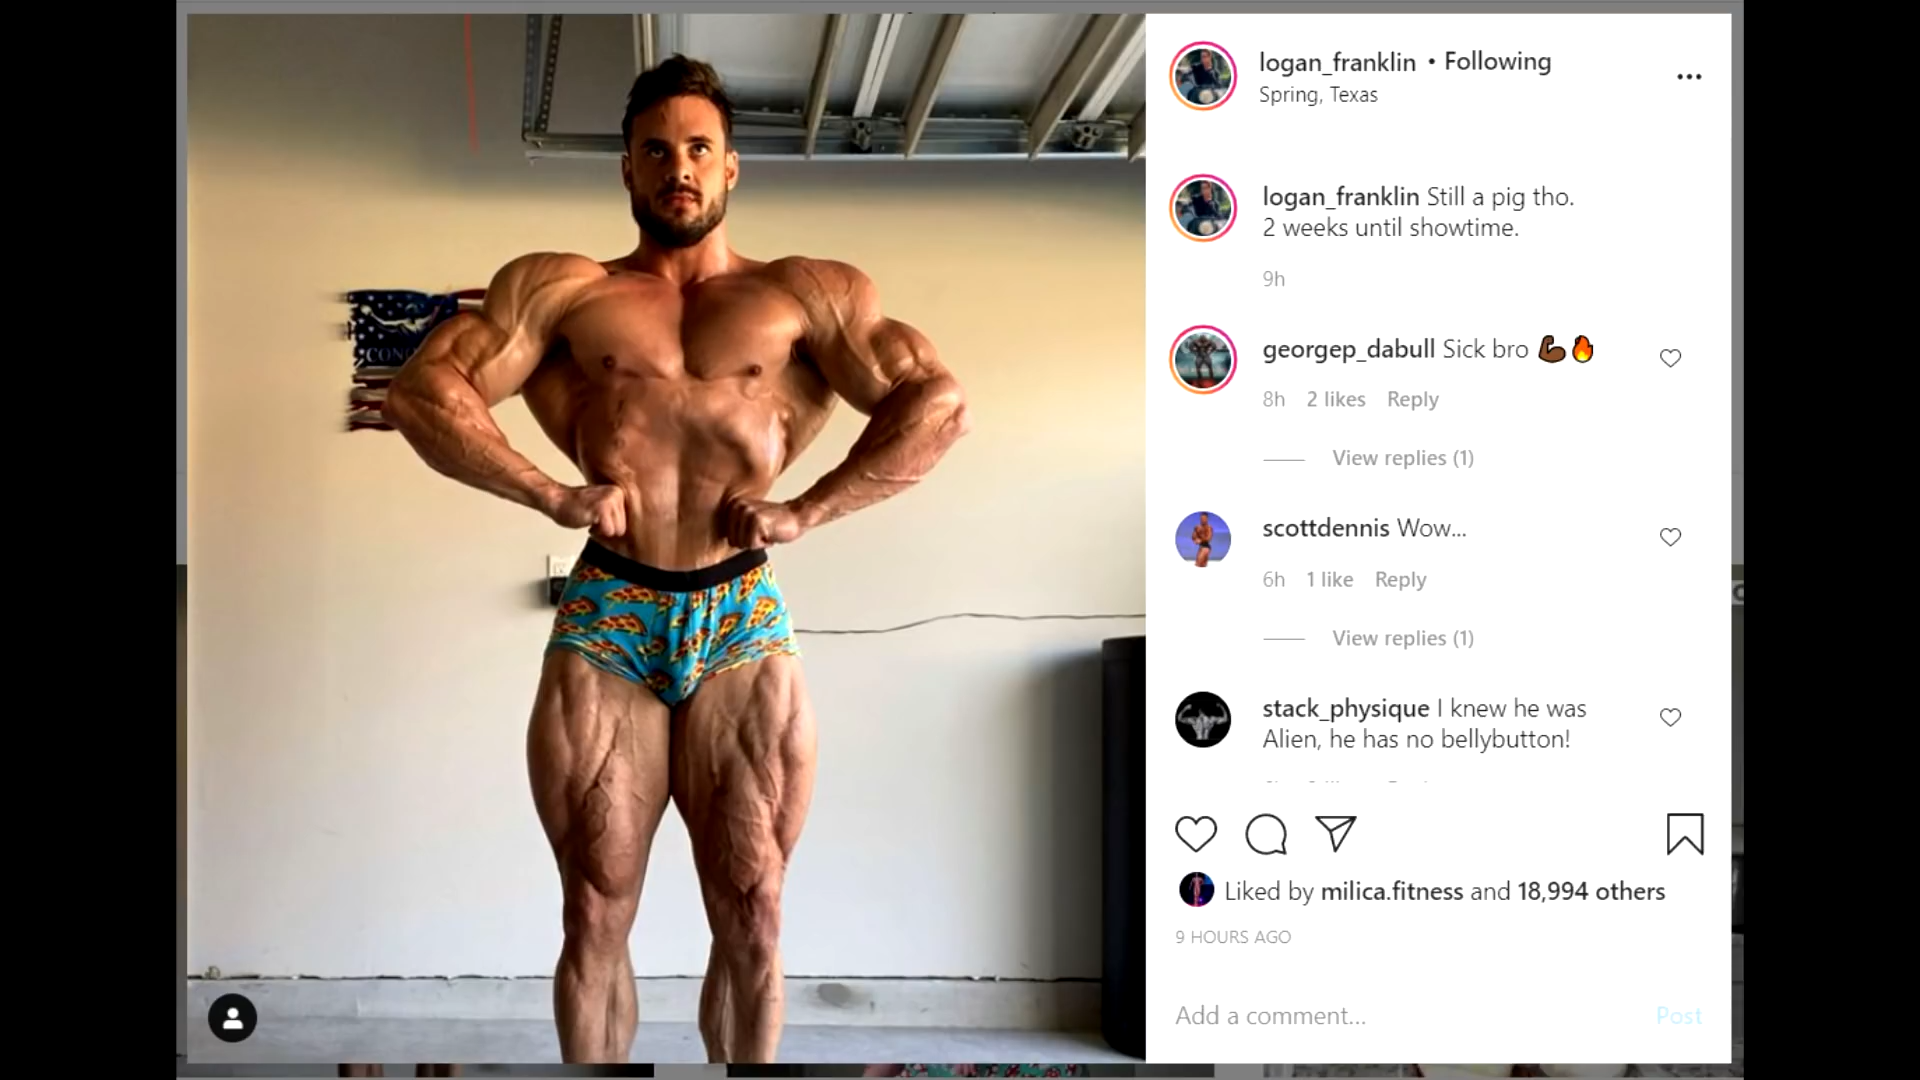 logan_franklin • Following
Spring, Texas
logan_franklin Still a pig tho.
2 weeks until showtime.
9h
georgep_dabull Sick bro 💪🏿🔥
8h 2 likes Reply
View replies (1)
scottdennis Wow...
6h 1 like Reply
View replies (1)
stack_physique I knew he was
Alien, he has no bellybutton!
Liked by milica.fitness and 18,994 others
9 HOURS AGO
Add a comment... Post